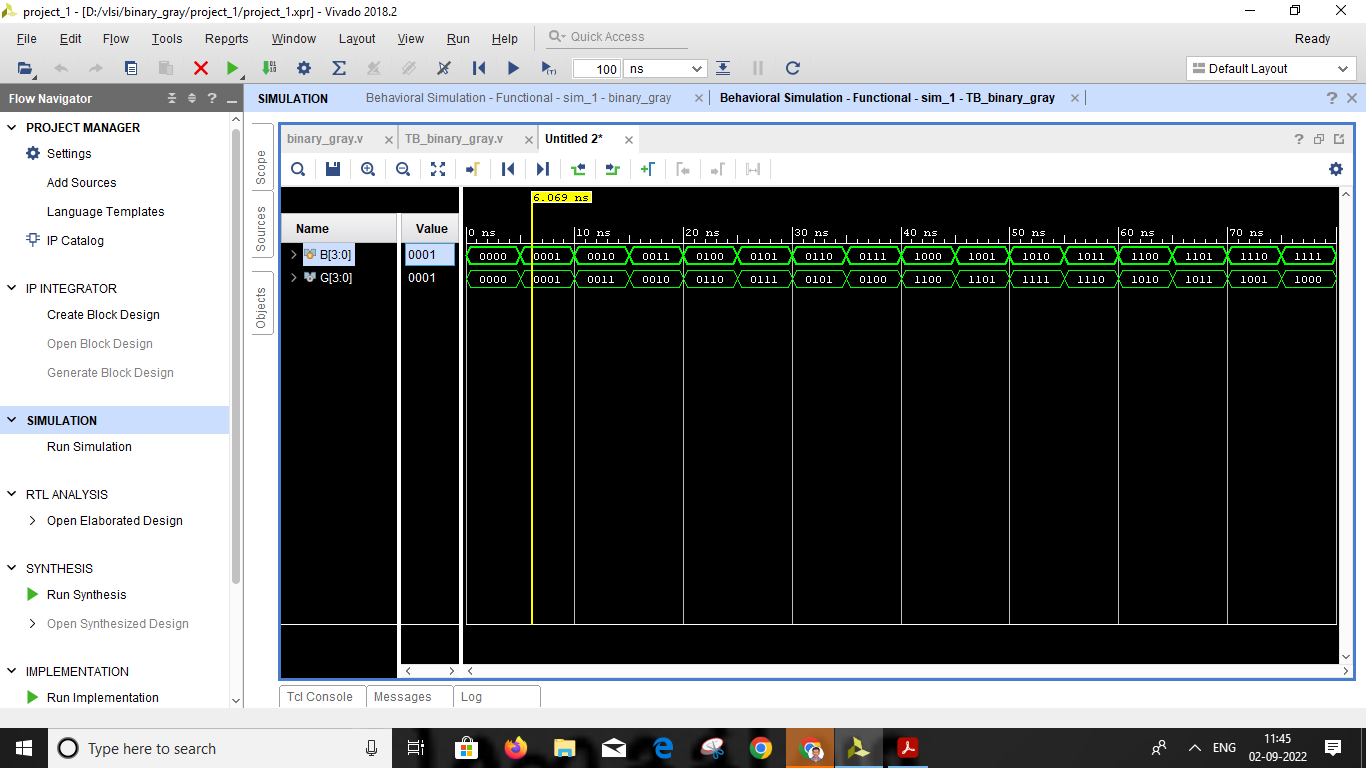 project_1 - [D:/vlsi/binary_gray/project_1/project_1.xpr] - Vivado 2018.2
File Edit Flow Tools Reports Window Layout View Run Help Quick Access Ready
100 ns Default Layout
Flow Navigator
PROJECT MANAGER
Settings
Add Sources
Language Templates
IP Catalog
IP INTEGRATOR
Create Block Design
Open Block Design
Generate Block Design
SIMULATION
Run Simulation
RTL ANALYSIS
Open Elaborated Design
SYNTHESIS
Run Synthesis
Open Synthesized Design
IMPLEMENTATION
Run Implementation
SIMULATION Behavioral Simulation - Functional - sim_1 - binary_gray Behavioral Simulation - Functional - sim_1 - TB_binary_gray
Scope
Sources
Objects
binary_gray.v TB_binary_gray.v Untitled 2*
6.069 ns
Name Value
0 ns 10 ns 20 ns 30 ns 40 ns 50 ns 60 ns 70 ns
B[3:0] 0001 0000 0001 0010 0011 0100 0101 0110 0111 1000 1001 1010 1011 1100 1101 1110 1111
G[3:0] 0001 0000 0001 0011 0010 0110 0111 0101 0100 1100 1101 1111 1110 1010 1011 1001 1000
Tcl Console Messages Log
Type here to search
ENG
11:45
02-09-2022